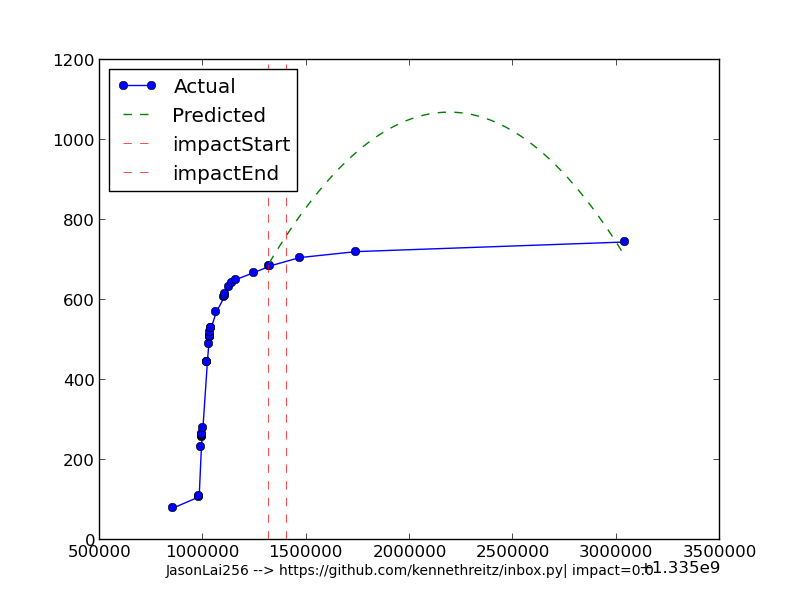 1200
1000
800
600
400
200
0
Actual
Predicted
impactStart
impactEnd
500000 1000000 1500000 2000000 2500000 3000000 3500000
+1.335e9
JasonLai256 --> https://github.com/kennethreitz/inbox.py| impact=0.0